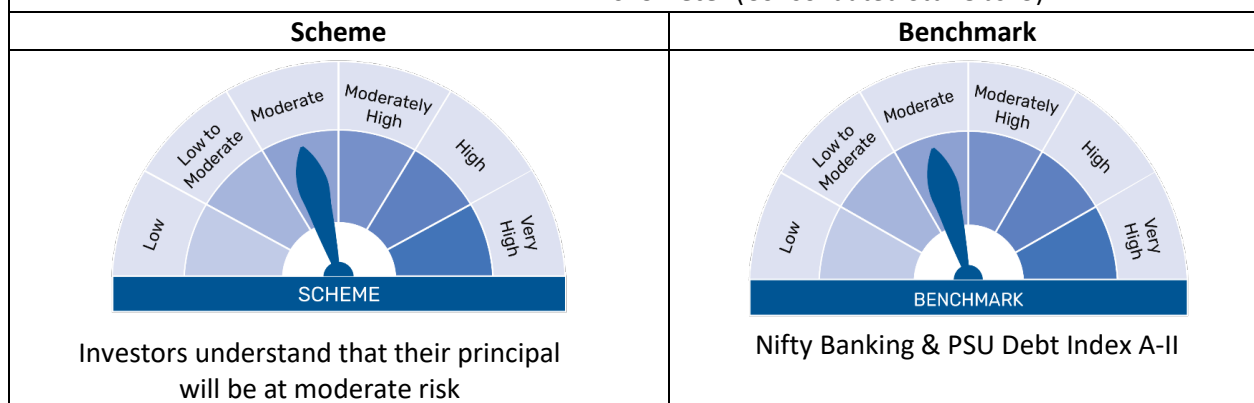 Scheme
Benchmark
Low
Low to
Moderate
Moderate
Moderately
High
High
Very
High
SCHEME
Investors understand that their principal
will be at moderate risk
Low
Low to
Moderate
Moderate
Moderately
High
High
Very
High
BENCHMARK
Nifty Banking & PSU Debt Index A-II